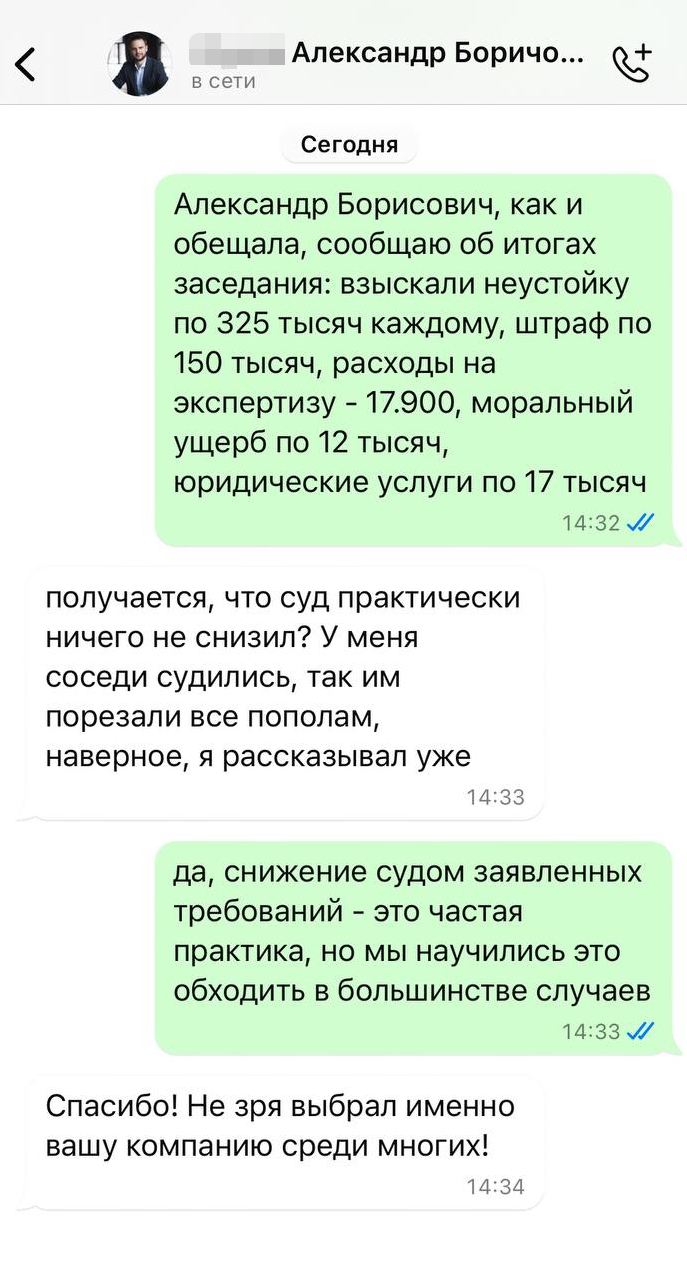 Александр Боричо...
в сети
Сегодня
Александр Борисович, как и
обещала, сообщаю об итогах
заседания: взыскали неустойку
по 325 тысяч каждому, штраф по
150 тысяч, расходы на
экспертизу - 17.900, моральный
ущерб по 12 тысяч,
юридические услуги по 17 тысяч
14:32
получается, что суд практически
ничего не снизил? У меня
соседи судились, так им
порезали все пополам,
наверное, я рассказывал уже
14:33
да, снижение судом заявленных
требований - это частая
практика, но мы научились это
обходить в большинстве случаев
14:33
Спасибо! Не зря выбрал именно
вашу компанию среди многих!
14:34